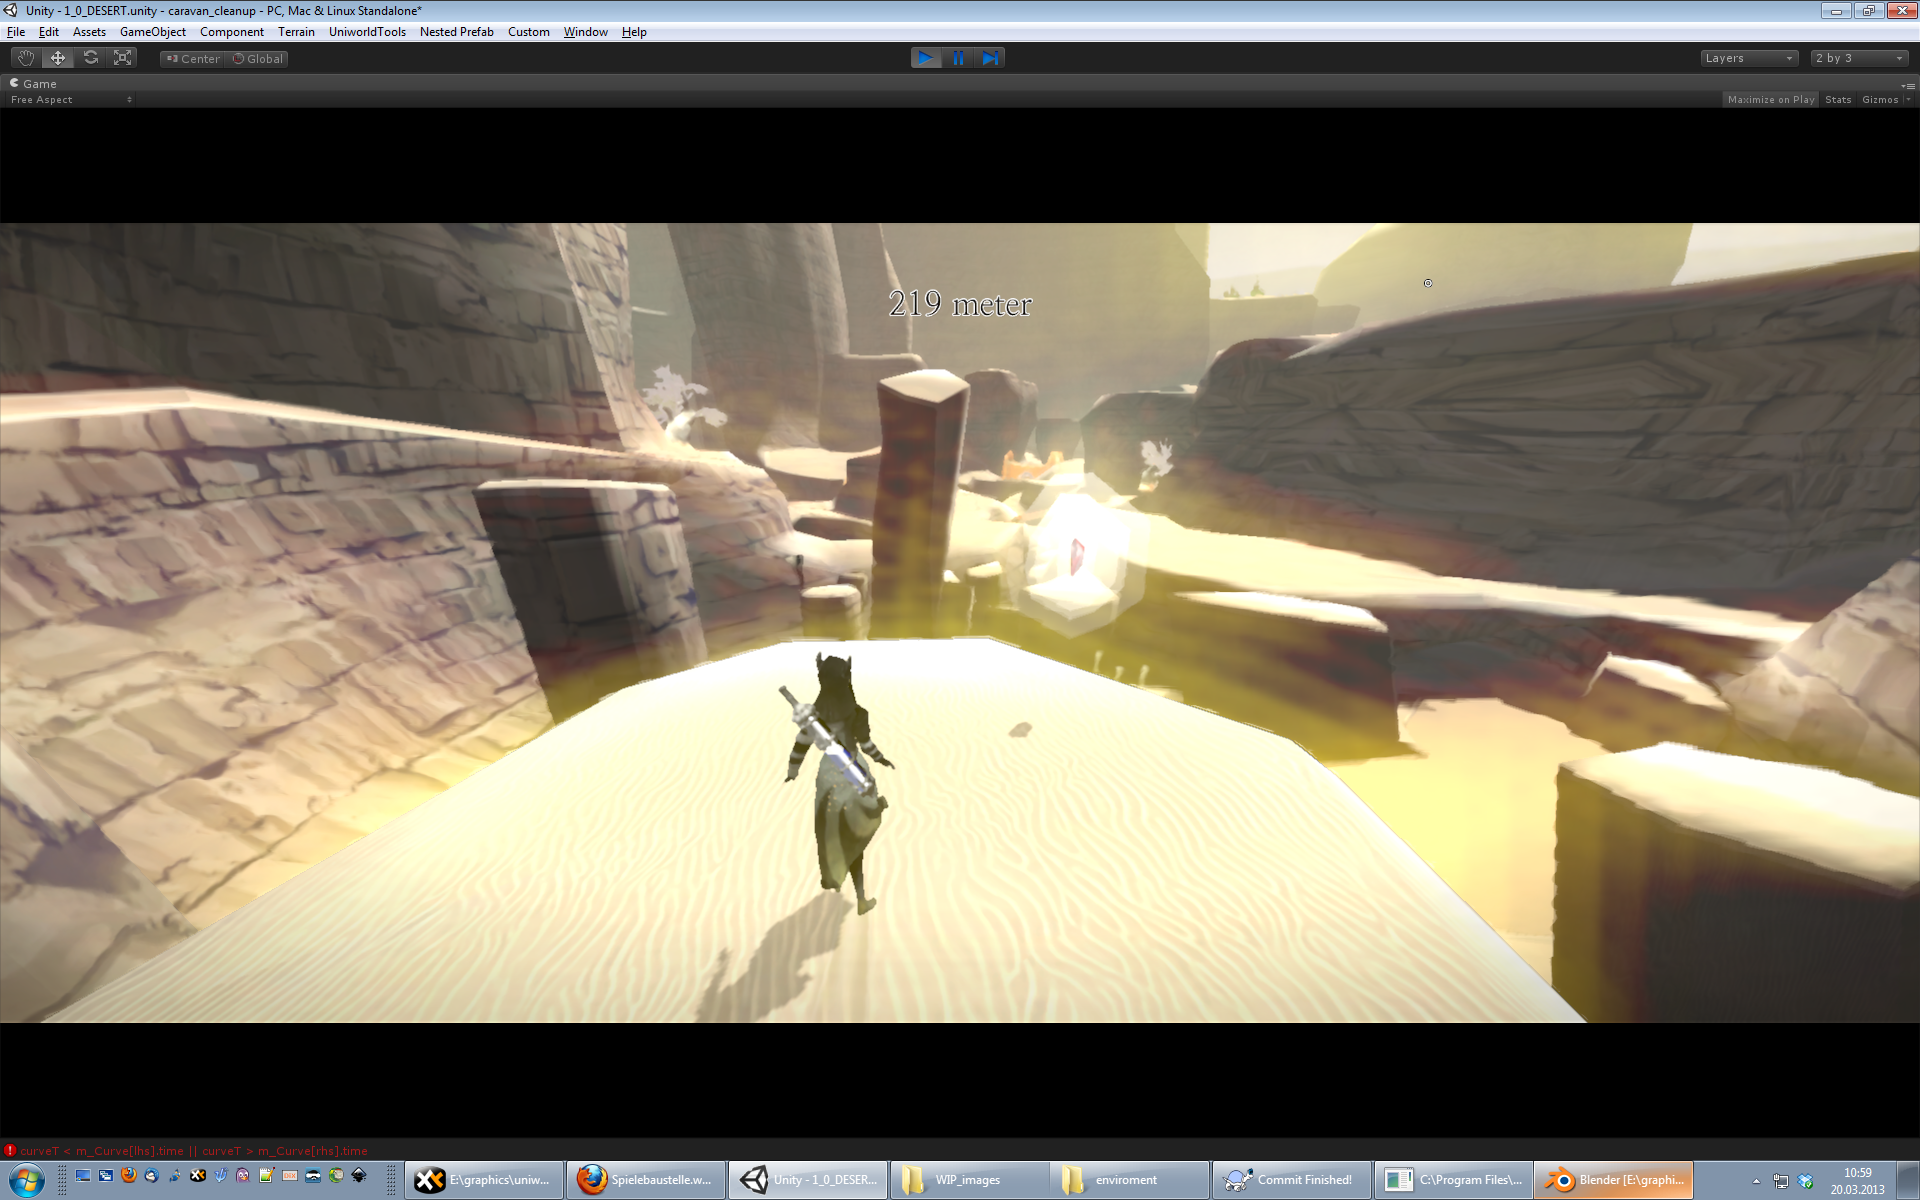 Unity - 1_0_DESERT.unity - caravan_cleanup - PC, Mac & Linux Standalone*
File Edit Assets GameObject Component Terrain UniworldTools Nested Prefab Custom Window Help
Center Global
Layers
2 by 3
Game
Free Aspect
Maximize on Play Stats Gizmos
219 meter
curveT < m_Curve[lhs].time || curveT > m_Curve[rhs].time
E:\graphics\uniw...
Spielebaustelle.w...
Unity - 1_0_DESER...
WIP_images
enviroment
Commit Finished!
C:\Program Files\...
Blender [E:\graphi...
10:59
20.03.2013